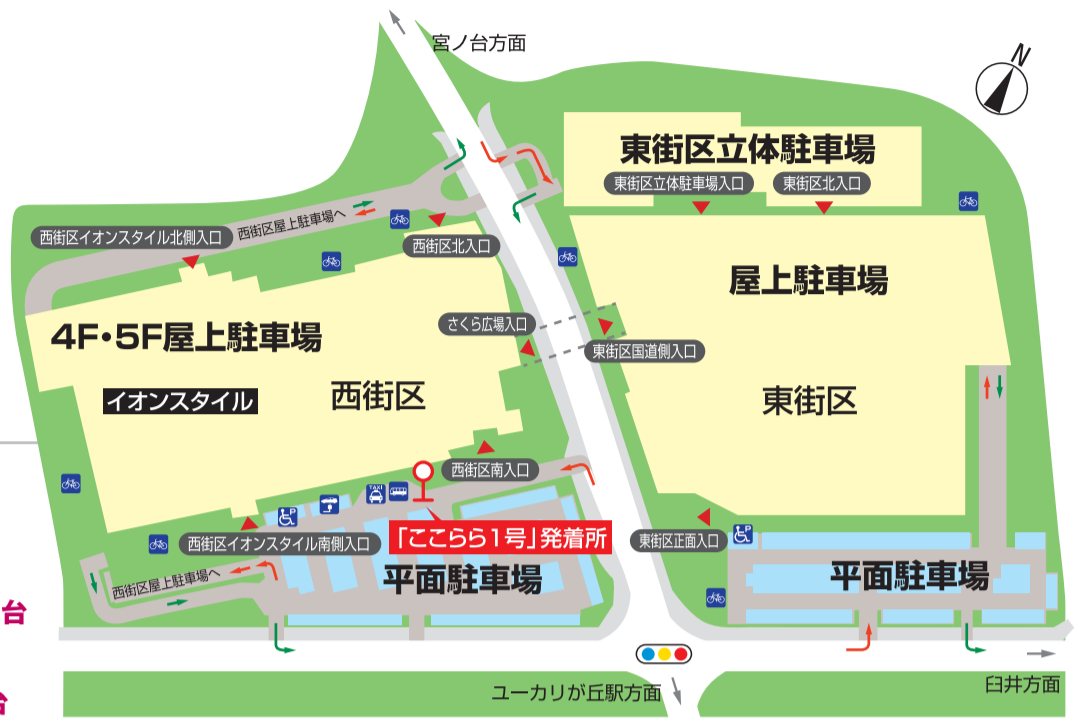 宮ノ台方面
N
東街区立体駐車場
東街区立体駐車場入口
東街区北入口
西街区屋上駐車場へ
西街区イオンスタイル北側入口
西街区北入口
屋上駐車場
4F・5F屋上駐車場
さくら広場入口
東街区国道側入口
イオンスタイル
西街区
東街区
西街区南入口
TAXI
P
「ここらら1号」発着所
西街区イオンスタイル南側入口
東街区正面入口
P
平面駐車場
平面駐車場
西街区屋上駐車場へ
台
ユーカリが丘駅方面
臼井方面
台